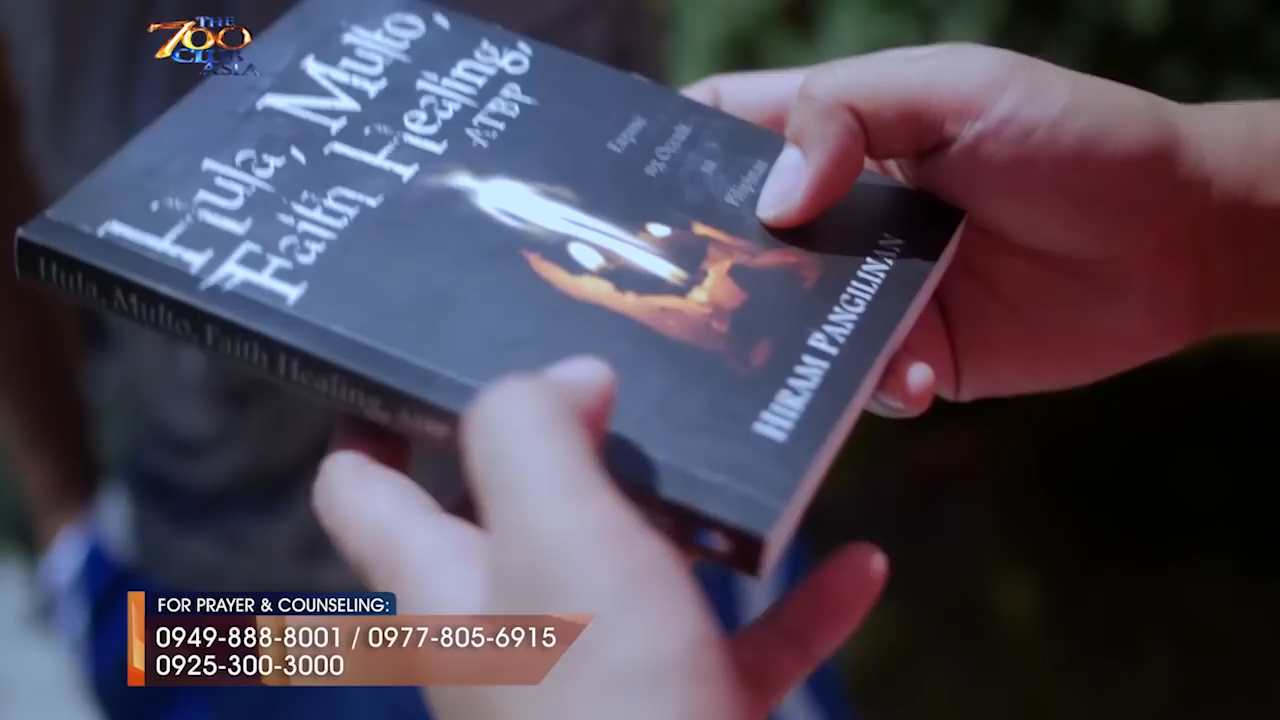 THE
700
CLUB
ASIA
Hula, Multo,
Faith Healing,
ATBP
Exposé
ng Occult
sa
Pilipinas
HIRAM PANGILINAN
Hula, Multo, Faith Healing, ATBP
FOR PRAYER & COUNSELING:
0949-888-8001 / 0977-805-6915
0925-300-3000